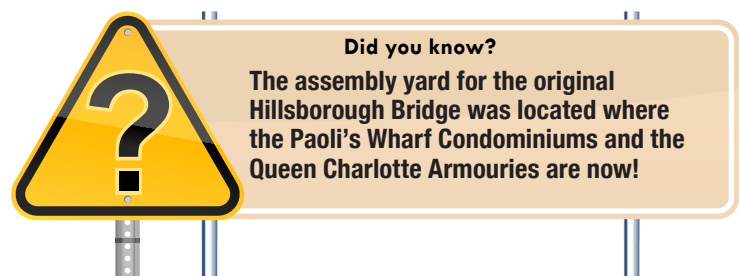 Did you know?
The assembly yard for the original
Hillsborough Bridge was located where
the Paoli’s Wharf Condominiums and the
Queen Charlotte Armouries are now!
?